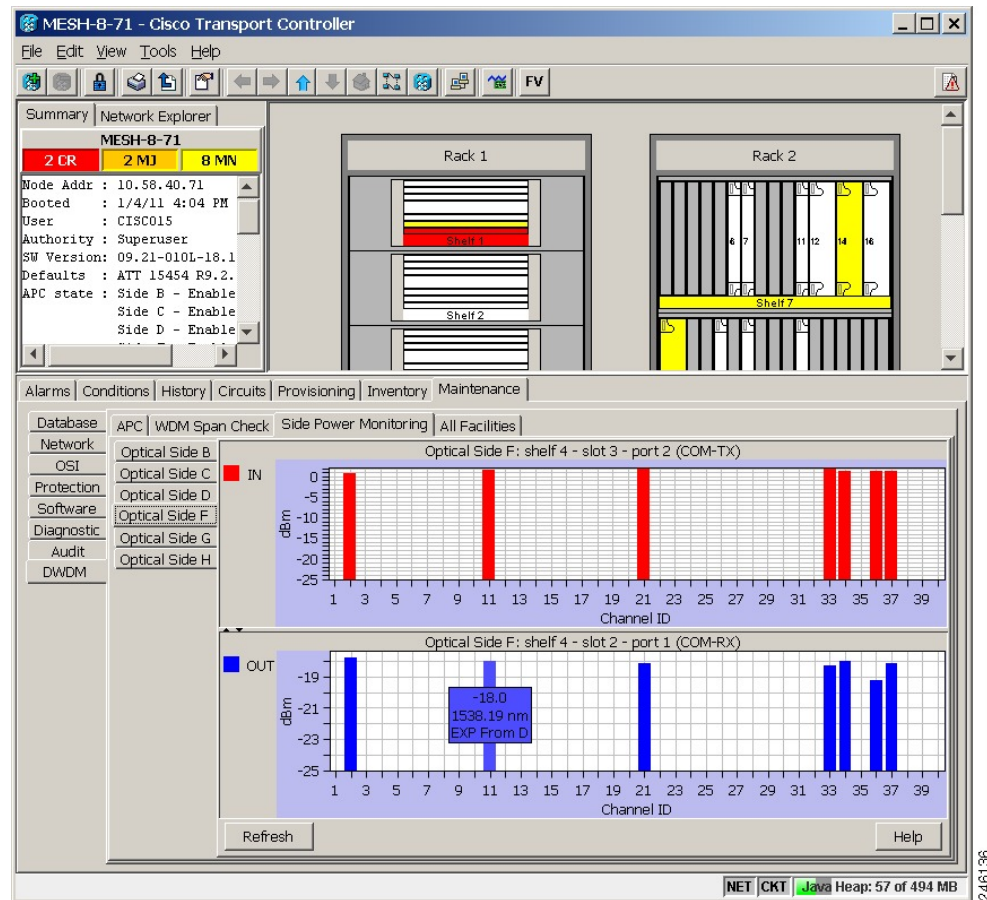 MESH-8-71 - Cisco Transport Controller
File Edit View Tools Help
FV
Summary Network Explorer
MESH-8-71
2 CR 2 MJ 8 MN
Node Addr : 10.58.40.71
Booted : 1/4/11 4:04 PM
User : CISCO15
Authority : Superuser
SW Version: 09.21-010L-18.1
Defaults : ATT 15454 R9.2.
APC state : Side B - Enable
Side C - Enable
Side D - Enable
Rack 1
Shelf 1
Shelf 2
Rack 2
6 7 11 12 14 16
Shelf 7
Alarms Conditions History Circuits Provisioning Inventory Maintenance
Database
Network
OSI
Protection
Software
Diagnostic
Audit
DWDM
APC WDM Span Check Side Power Monitoring All Facilities
Optical Side B
Optical Side C
Optical Side D
Optical Side F
Optical Side G
Optical Side H
Optical Side F: shelf 4 - slot 3 - port 2 (COM-TX)
IN
dBm
0
-5
-10
-15
-20
-25
1 3 5 7 9 11 13 15 17 19 21 23 25 27 29 31 33 35 37 39
Channel ID
Optical Side F: shelf 4 - slot 2 - port 1 (COM-RX)
OUT
dBm
-19
-21
-23
-25
-18.0
1538.19 nm
EXP From D
1 3 5 7 9 11 13 15 17 19 21 23 25 27 29 31 33 35 37 39
Channel ID
Refresh Help
NET CKT Java Heap: 57 of 494 MB
246136